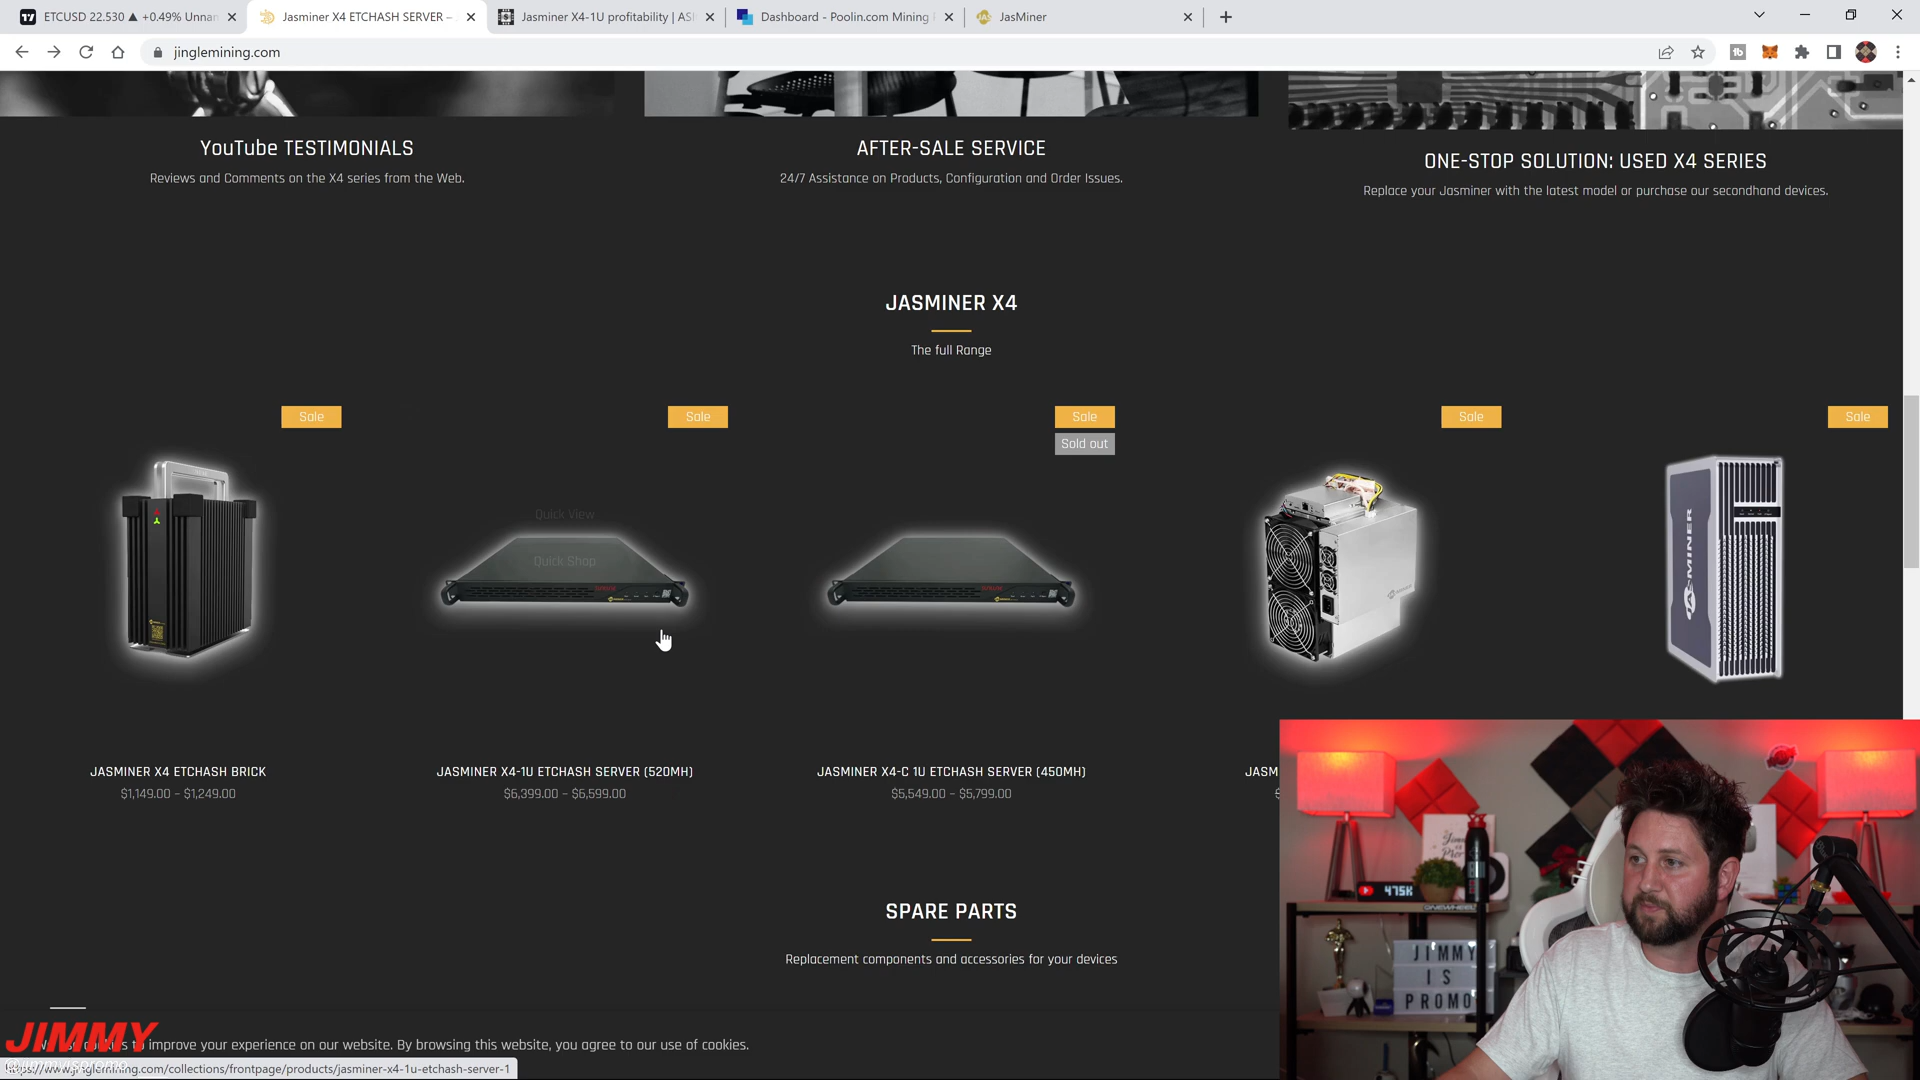 ETCUSD 22.530 ▲ +0.49% Unnan
Jasminer X4 ETCHASH SERVER –
Jasminer X4-1U profitability | ASI
Dashboard - Poolin.com Mining
JasMiner
jinglemining.com
YouTube TESTIMONIALS
Reviews and Comments on the X4 series from the Web.
AFTER-SALE SERVICE
24/7 Assistance on Products, Configuration and Order Issues.
ONE-STOP SOLUTION: USED X4 SERIES
Replace your Jasminer with the latest model or purchase our secondhand devices.
JASMINER X4
The full Range
Sale
Sale
Sale
Sold out
Sale
Sale
Quick View
Quick Shop
JASMINER
JASMINER X4 ETCHASH BRICK
$1,149.00 – $1,249.00
JASMINER X4-1U ETCHASH SERVER (520MH)
$6,399.00 – $6,599.00
JASMINER X4-C 1U ETCHASH SERVER (450MH)
$5,549.00 – $5,799.00
JASM
SPARE PARTS
Replacement components and accessories for your devices
475K
ONEWHEEL
JIMMY
IS
PROMO
JIMMY
to improve your experience on our website. By browsing this website, you agree to our use of cookies.
https://www.jinglemining.com/collections/frontpage/products/jasminer-x4-1u-etchash-server-1